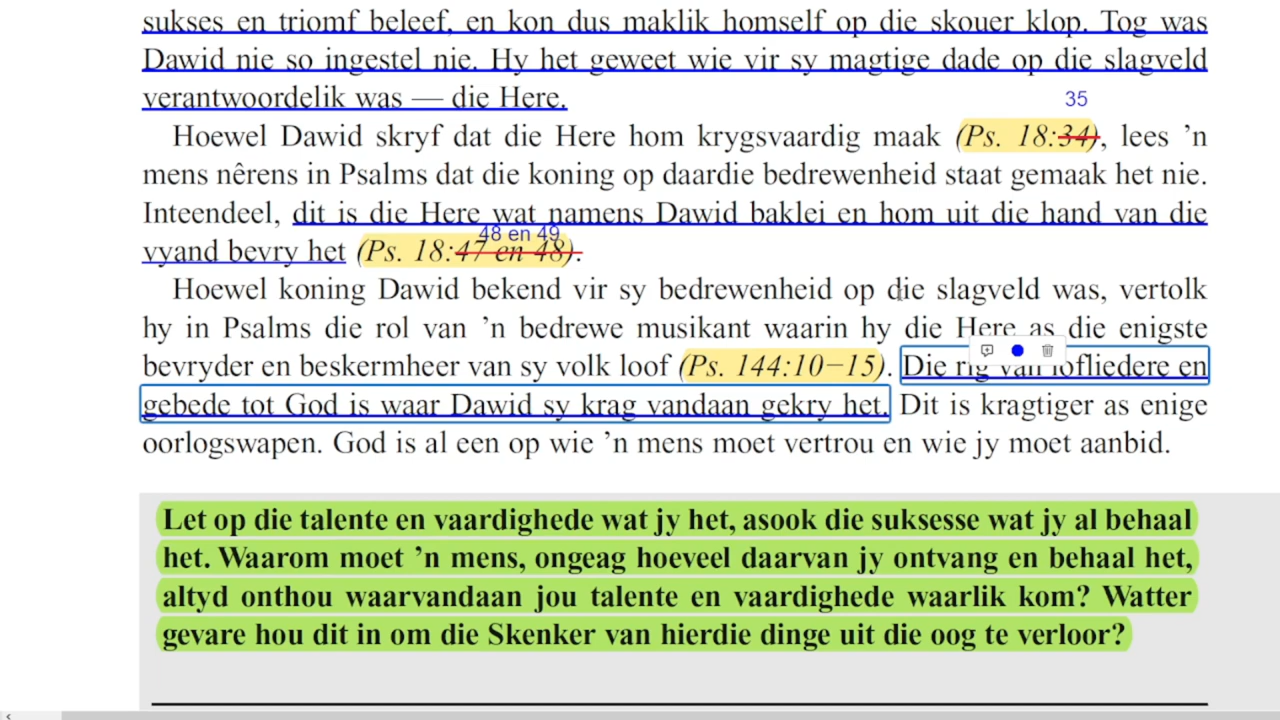 sukses en triomf beleef, en kon dus maklik homself op die skouer klop. Tog was
Dawid nie so ingestel nie. Hy het geweet wie vir sy magtige dade op die slagveld
verantwoordelik was — die Here.
35
Hoewel Dawid skryf dat die Here hom krygsvaardig maak (Ps. 18:34), lees ’n
mens nêrens in Psalms dat die koning op daardie bedrewenheid staat gemaak het nie.
Inteendeel, dit is die Here wat namens Dawid baklei en hom uit die hand van die
48 en 49
vyand bevry het (Ps. 18:47 en 48).
Hoewel koning Dawid bekend vir sy bedrewenheid op die slagveld was, vertolk
hy in Psalms die rol van ’n bedrewe musikant waarin hy die Here as die enigste
bevryder en beskermheer van sy volk loof (Ps. 144:10–15). Die rig van lofliedere en
gebede tot God is waar Dawid sy krag vandaan gekry het. Dit is kragtiger as enige
oorlogswapen. God is al een op wie ’n mens moet vertrou en wie jy moet aanbid.
Let op die talente en vaardighede wat jy het, asook die suksesse wat jy al behaal
het. Waarom moet ’n mens, ongeag hoeveel daarvan jy ontvang en behaal het,
altyd onthou waarvandaan jou talente en vaardighede waarlik kom? Watter
gevare hou dit in om die Skenker van hierdie dinge uit die oog te verloor?